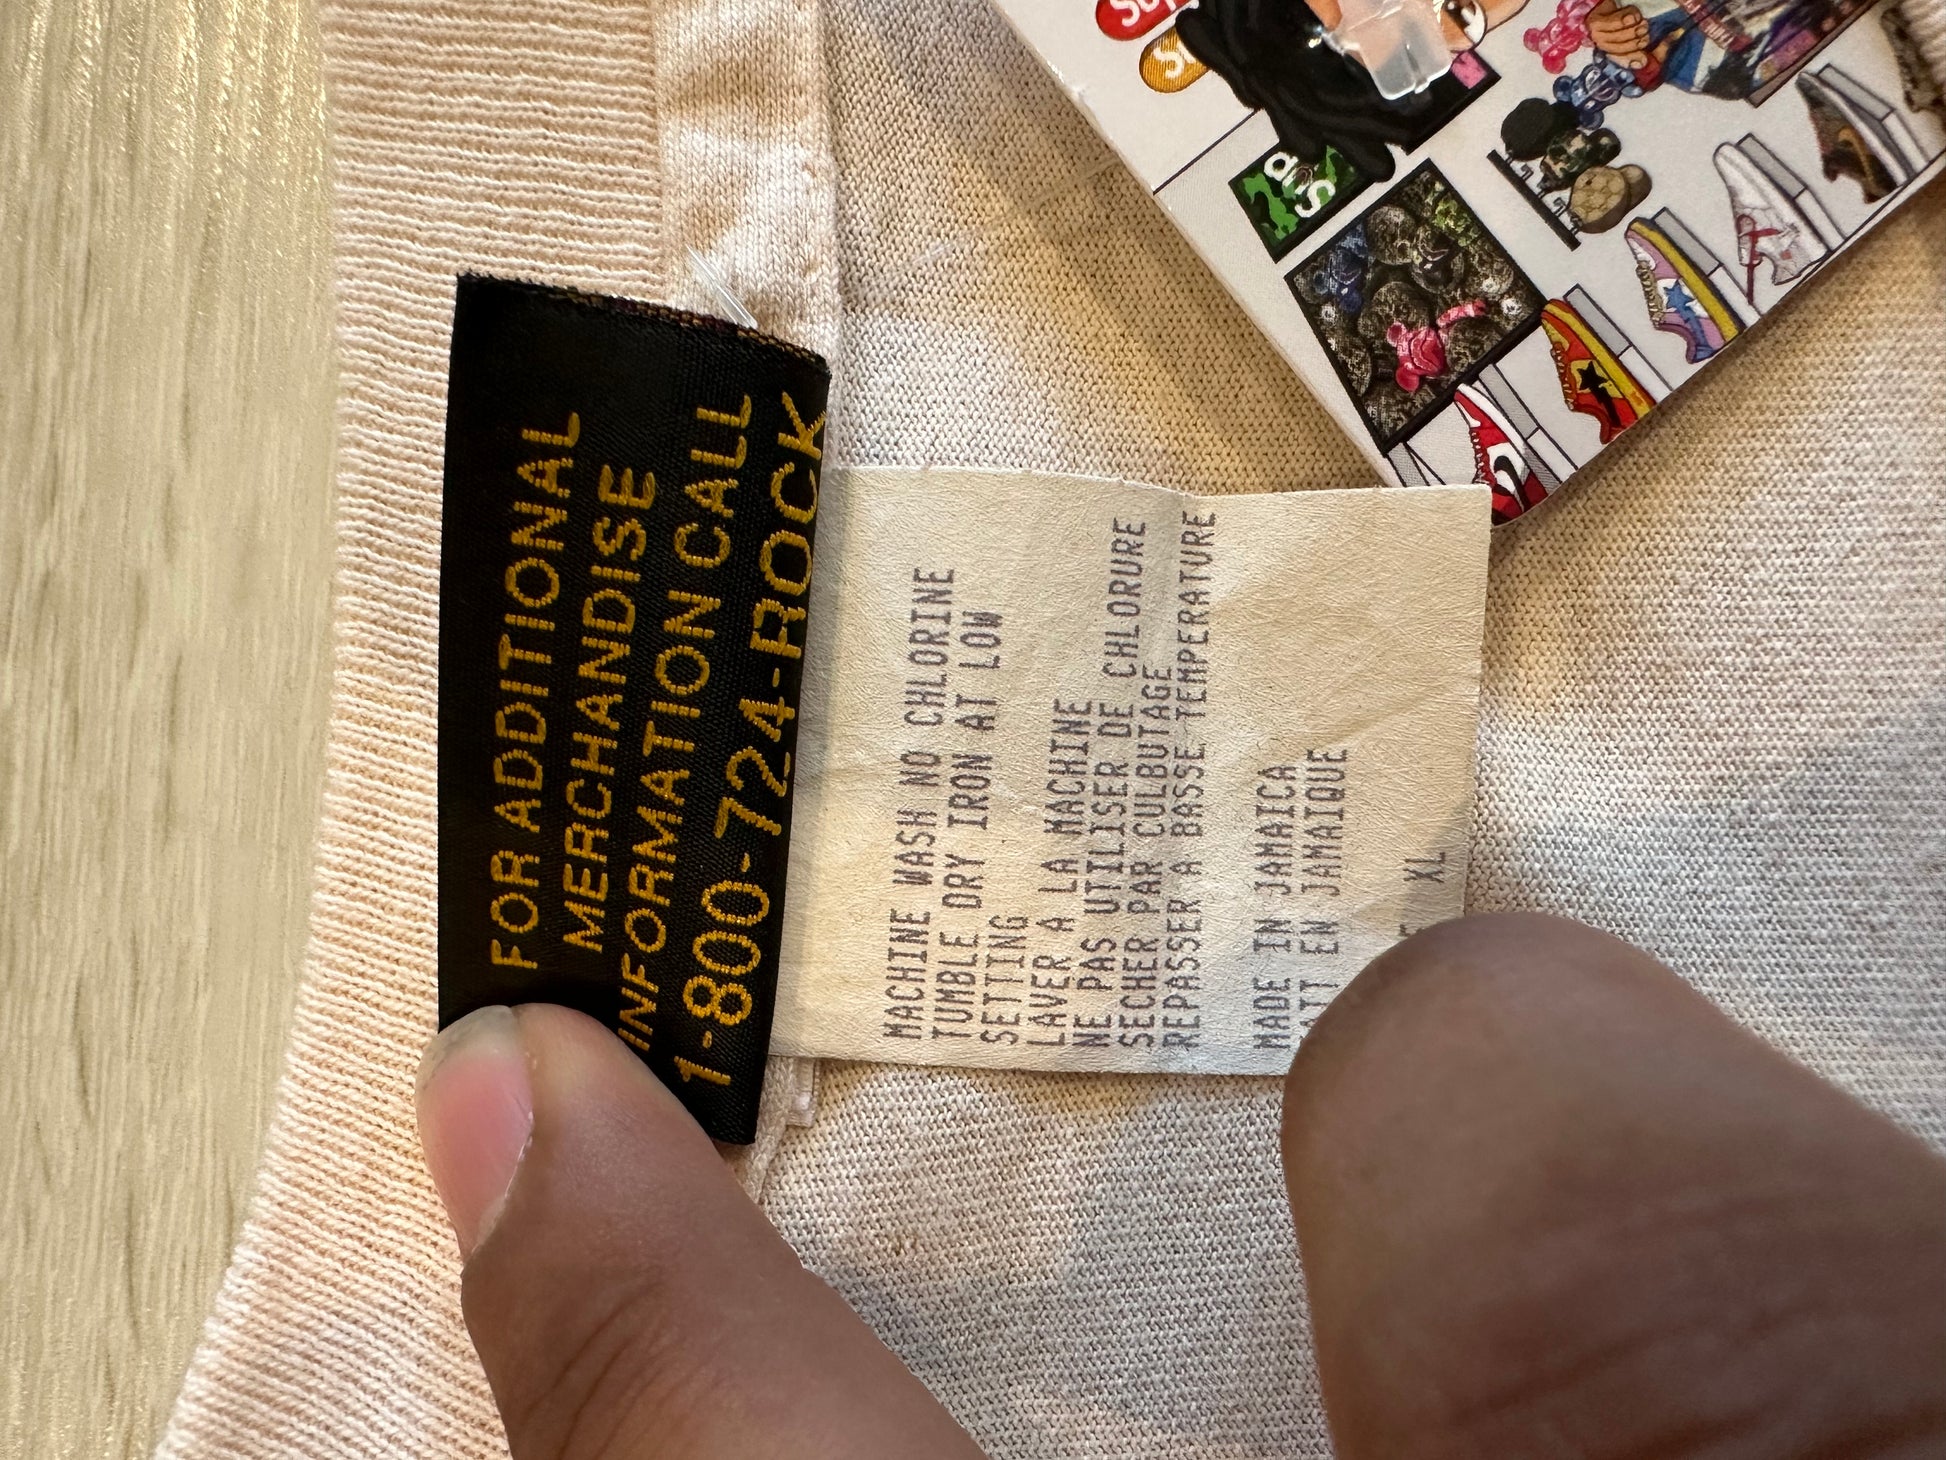 FOR ADDITIONAL
MERCHANDISE
INFORMATION CALL
1-800-724-ROCK
MACHINE WASH NO CHLORINE
TUMBLE DRY IRON AT LOW
SETTING
LAVER A LA MACHINE
NE PAS UTILISER DE CHLORURE
SECHER PAR CULBUTAGE
REPASSER A BASSE TEMPERATURE
MADE IN JAMAICA
EN JAMAIQUE
XL
Sup